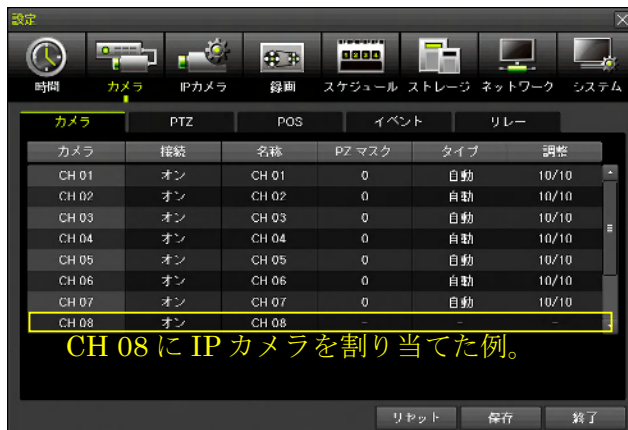 設定
時間 カメラ IPカメラ 録画 スケジュール ストレージ ネットワーク システム
カメラ PTZ POS イベント リレー
カメラ 接続 名称 PZ マスク タイプ 調整
CH 01 オン CH 01 0 自動 10/10
CH 02 オン CH 02 0 自動 10/10
CH 03 オン CH 03 0 自動 10/10
CH 04 オン CH 04 0 自動 10/10
CH 05 オン CH 05 0 自動 10/10
CH 06 オン CH 06 0 自動 10/10
CH 07 オン CH 07 0 自動 10/10
CH 08 オン CH 08 - - -
CH 08 に IP カメラを割り当てた例。
リセット 保存 終了